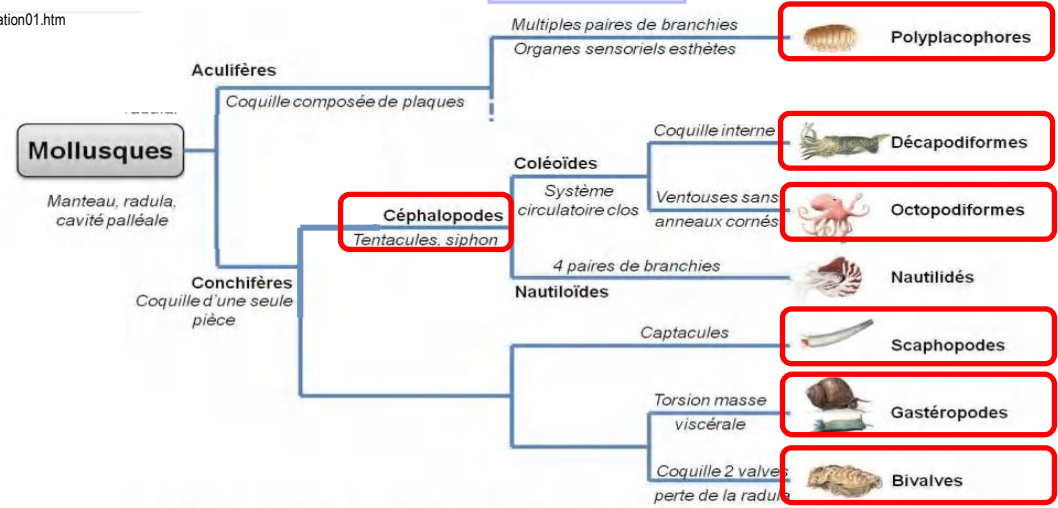 ation01.htm
Multiples paires de branchies
Organes sensoriels esthètes
Polyplacophores
Aculifères
Coquille composée de plaques
Mollusques
Manteau, radula,
cavité palléale
Coquille interne
Décapodiformes
Coléoïdes
Système
circulatoire clos
Ventouses sans
anneaux cornés
Octopodiformes
Céphalopodes
Tentacules, siphon
4 paires de branchies
Nautilidés
Nautiloïdes
Conchifères
Coquille d'une seule
pièce
Captacules
Scaphopodes
Torsion masse
viscérale
Gastéropodes
Coquille 2 valves
perte de la radula
Bivalves